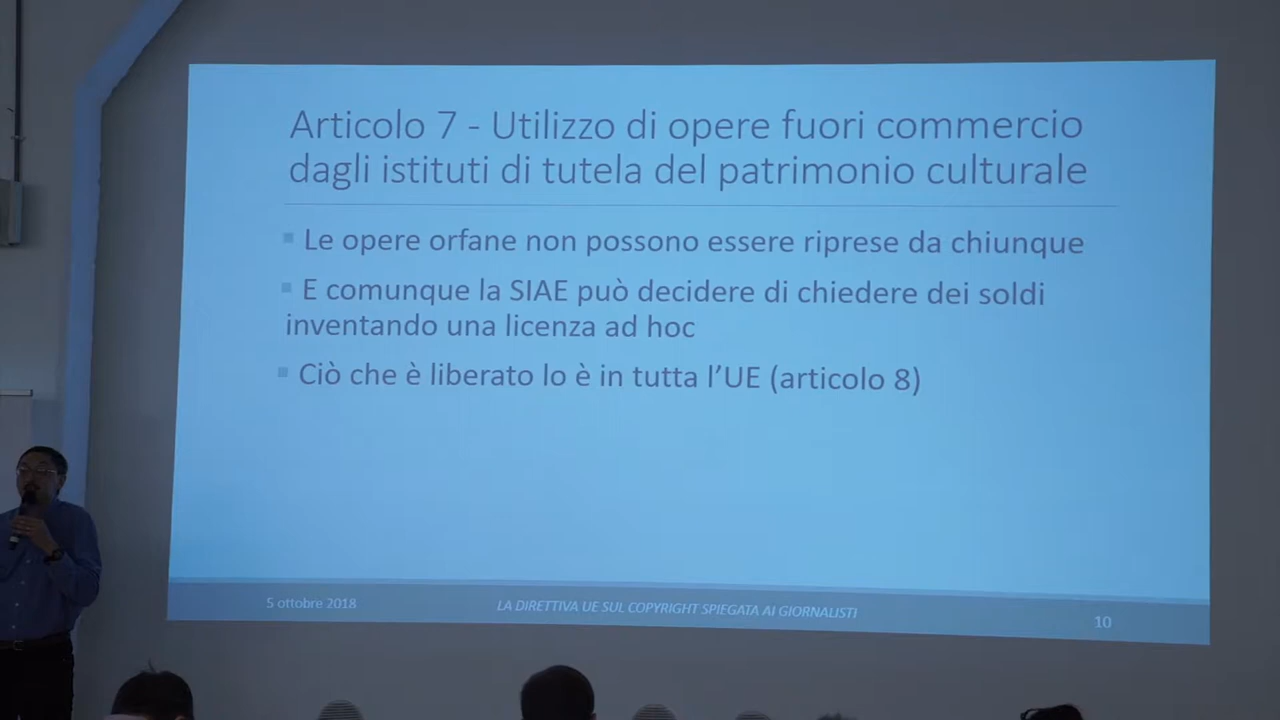 Articolo 7 - Utilizzo di opere fuori commercio
dagli istituti di tutela del patrimonio culturale
Le opere orfane non possono essere riprese da chiunque
E comunque la SIAE può decidere di chiedere dei soldi
inventando una licenza ad hoc
Ciò che è liberato lo è in tutta l’UE (articolo 8)
5 ottobre 2018
LA DIRETTIVA UE SUL COPYRIGHT SPIEGATA AI GIORNALISTI
10